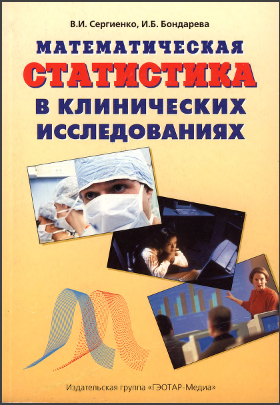 В.И. Сергиенко, И.Б. Бондарева
МАТЕМАТИЧЕСКАЯ
СТАТИСТИКА
В КЛИНИЧЕСКИХ
ИССЛЕДОВАНИЯХ
Издательская группа «ГЭОТАР-Медиа»